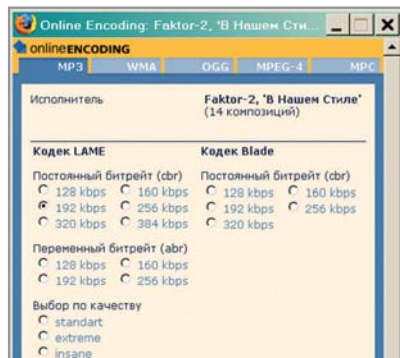 Online Encoding: Faktor-2, 'В Нашем Сти...
onlineENCODING
MP3 WMA OGG MPEG-4 MPC
Исполнитель
Faktor-2, 'В Нашем Стиле'
(14 композиций)
Кодек LAME
Постоянный битрейт (cbr)
128 kbps 160 kbps
192 kbps 256 kbps
320 kbps 384 kbps
Переменный битрейт (abr)
128 kbps 160 kbps
192 kbps 256 kbps
Выбор по качеству
standart
extreme
insane
Кодек Blade
Постоянный битрейт (cbr)
128 kbps 160 kbps
192 kbps 256 kbps
320 kbps